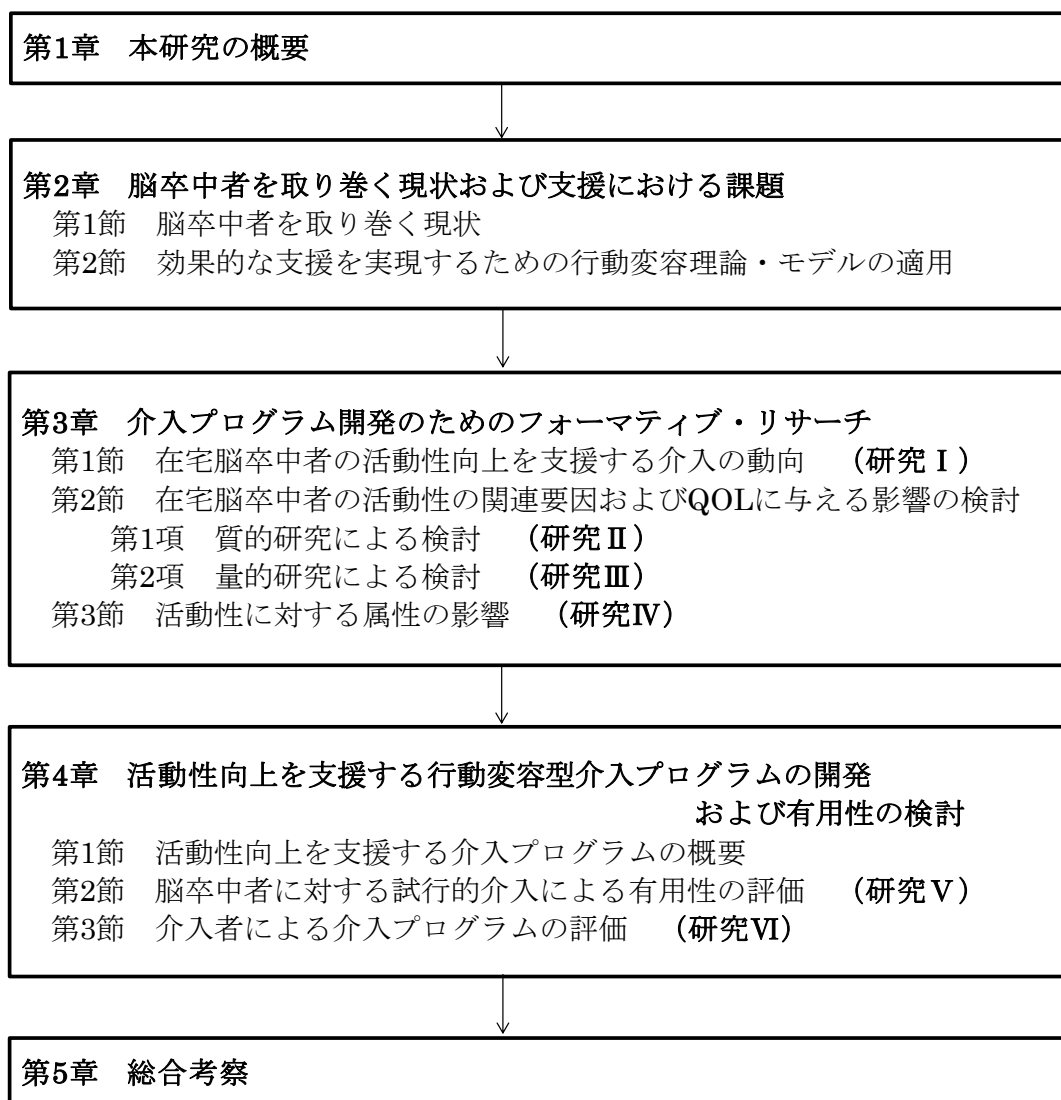 第1章　本研究の概要
第2章　脳卒中者を取り巻く現状および支援における課題
第1節　脳卒中者を取り巻く現状
第2節　効果的な支援を実現するための行動変容理論・モデルの適用
第3章　介入プログラム開発のためのフォーマティブ・リサーチ
第1節　在宅脳卒中者の活動性向上を支援する介入の動向　（研究Ⅰ）
第2節　在宅脳卒中者の活動性の関連要因およびQOLに与える影響の検討
第1項　質的研究による検討　（研究Ⅱ）
第2項　量的研究による検討　（研究Ⅲ）
第3節　活動性に対する属性の影響　（研究Ⅳ）
第4章　活動性向上を支援する行動変容型介入プログラムの開発
および有用性の検討
第1節　活動性向上を支援する介入プログラムの概要
第2節　脳卒中者に対する試行的介入による有用性の評価　（研究Ⅴ）
第3節　介入者による介入プログラムの評価　（研究Ⅵ）
第5章　総合考察